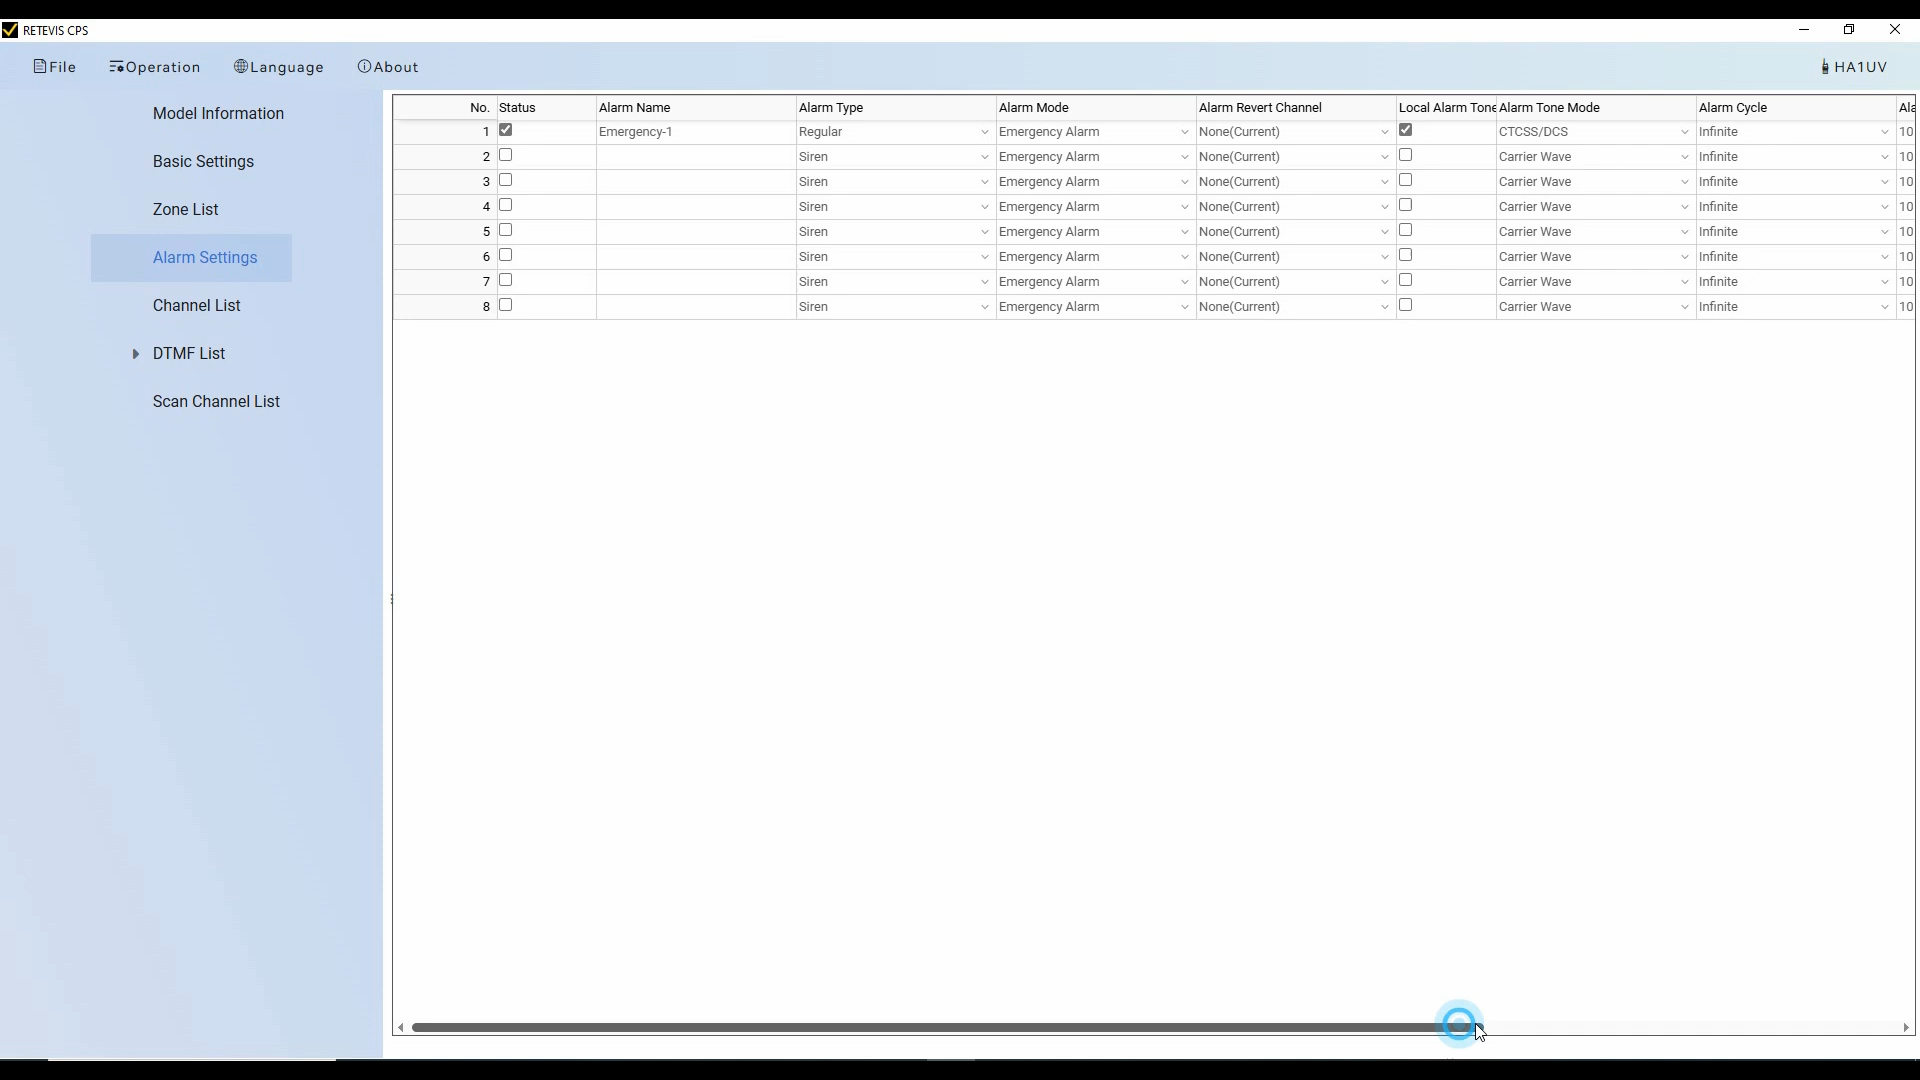 RETEVIS CPS
File Operation Language About HA1UV
Model Information
Basic Settings
Zone List
Alarm Settings
Channel List
DTMF List
Scan Channel List
No. Status Alarm Name Alarm Type Alarm Mode Alarm Revert Channel Local Alarm Tone Alarm Tone Mode Alarm Cycle Ala
1 Emergency-1 Regular Emergency Alarm None(Current) CTCSS/DCS Infinite 10
2 Siren Emergency Alarm None(Current) Carrier Wave Infinite 10
3 Siren Emergency Alarm None(Current) Carrier Wave Infinite 10
4 Siren Emergency Alarm None(Current) Carrier Wave Infinite 10
5 Siren Emergency Alarm None(Current) Carrier Wave Infinite 10
6 Siren Emergency Alarm None(Current) Carrier Wave Infinite 10
7 Siren Emergency Alarm None(Current) Carrier Wave Infinite 10
8 Siren Emergency Alarm None(Current) Carrier Wave Infinite 10